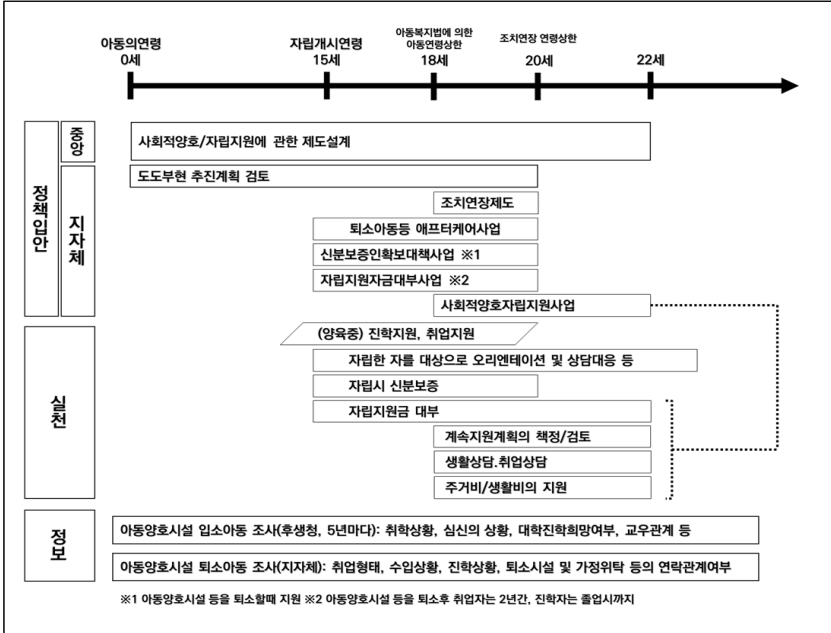 아동의연령
0세
자립개시연령
15세
아동복지법에 의한
아동연령상한
18세
조치연장 연령상한
20세
22세
정책입안
중앙
사회적양호/자립지원에 관한 제도설계
지자체
도도부현 추진계획 검토
조치연장제도
퇴소아동등 애프터케어사업
신분보증인확보대책사업 ※1
자립지원자금대부사업 ※2
사회적양호자립지원사업
실천
(양육중) 진학지원, 취업지원
자립한 자를 대상으로 오리엔테이션 및 상담대응 등
자립시 신분보증
자립지원금 대부
계속지원계획의 책정/검토
생활상담.취업상담
주거비/생활비의 지원
정보
아동양호시설 입소아동 조사(후생청, 5년마다): 취학상황, 심신의 상황, 대학진학희망여부, 교우관계 등
아동양호시설 퇴소아동 조사(지자체): 취업형태, 수입상황, 진학상황, 퇴소시설 및 가정위탁 등의 연락관계여부
※1 아동양호시설 등을 퇴소할때 지원 ※2 아동양호시설 등을 퇴소후 취업자는 2년간, 진학자는 졸업시까지